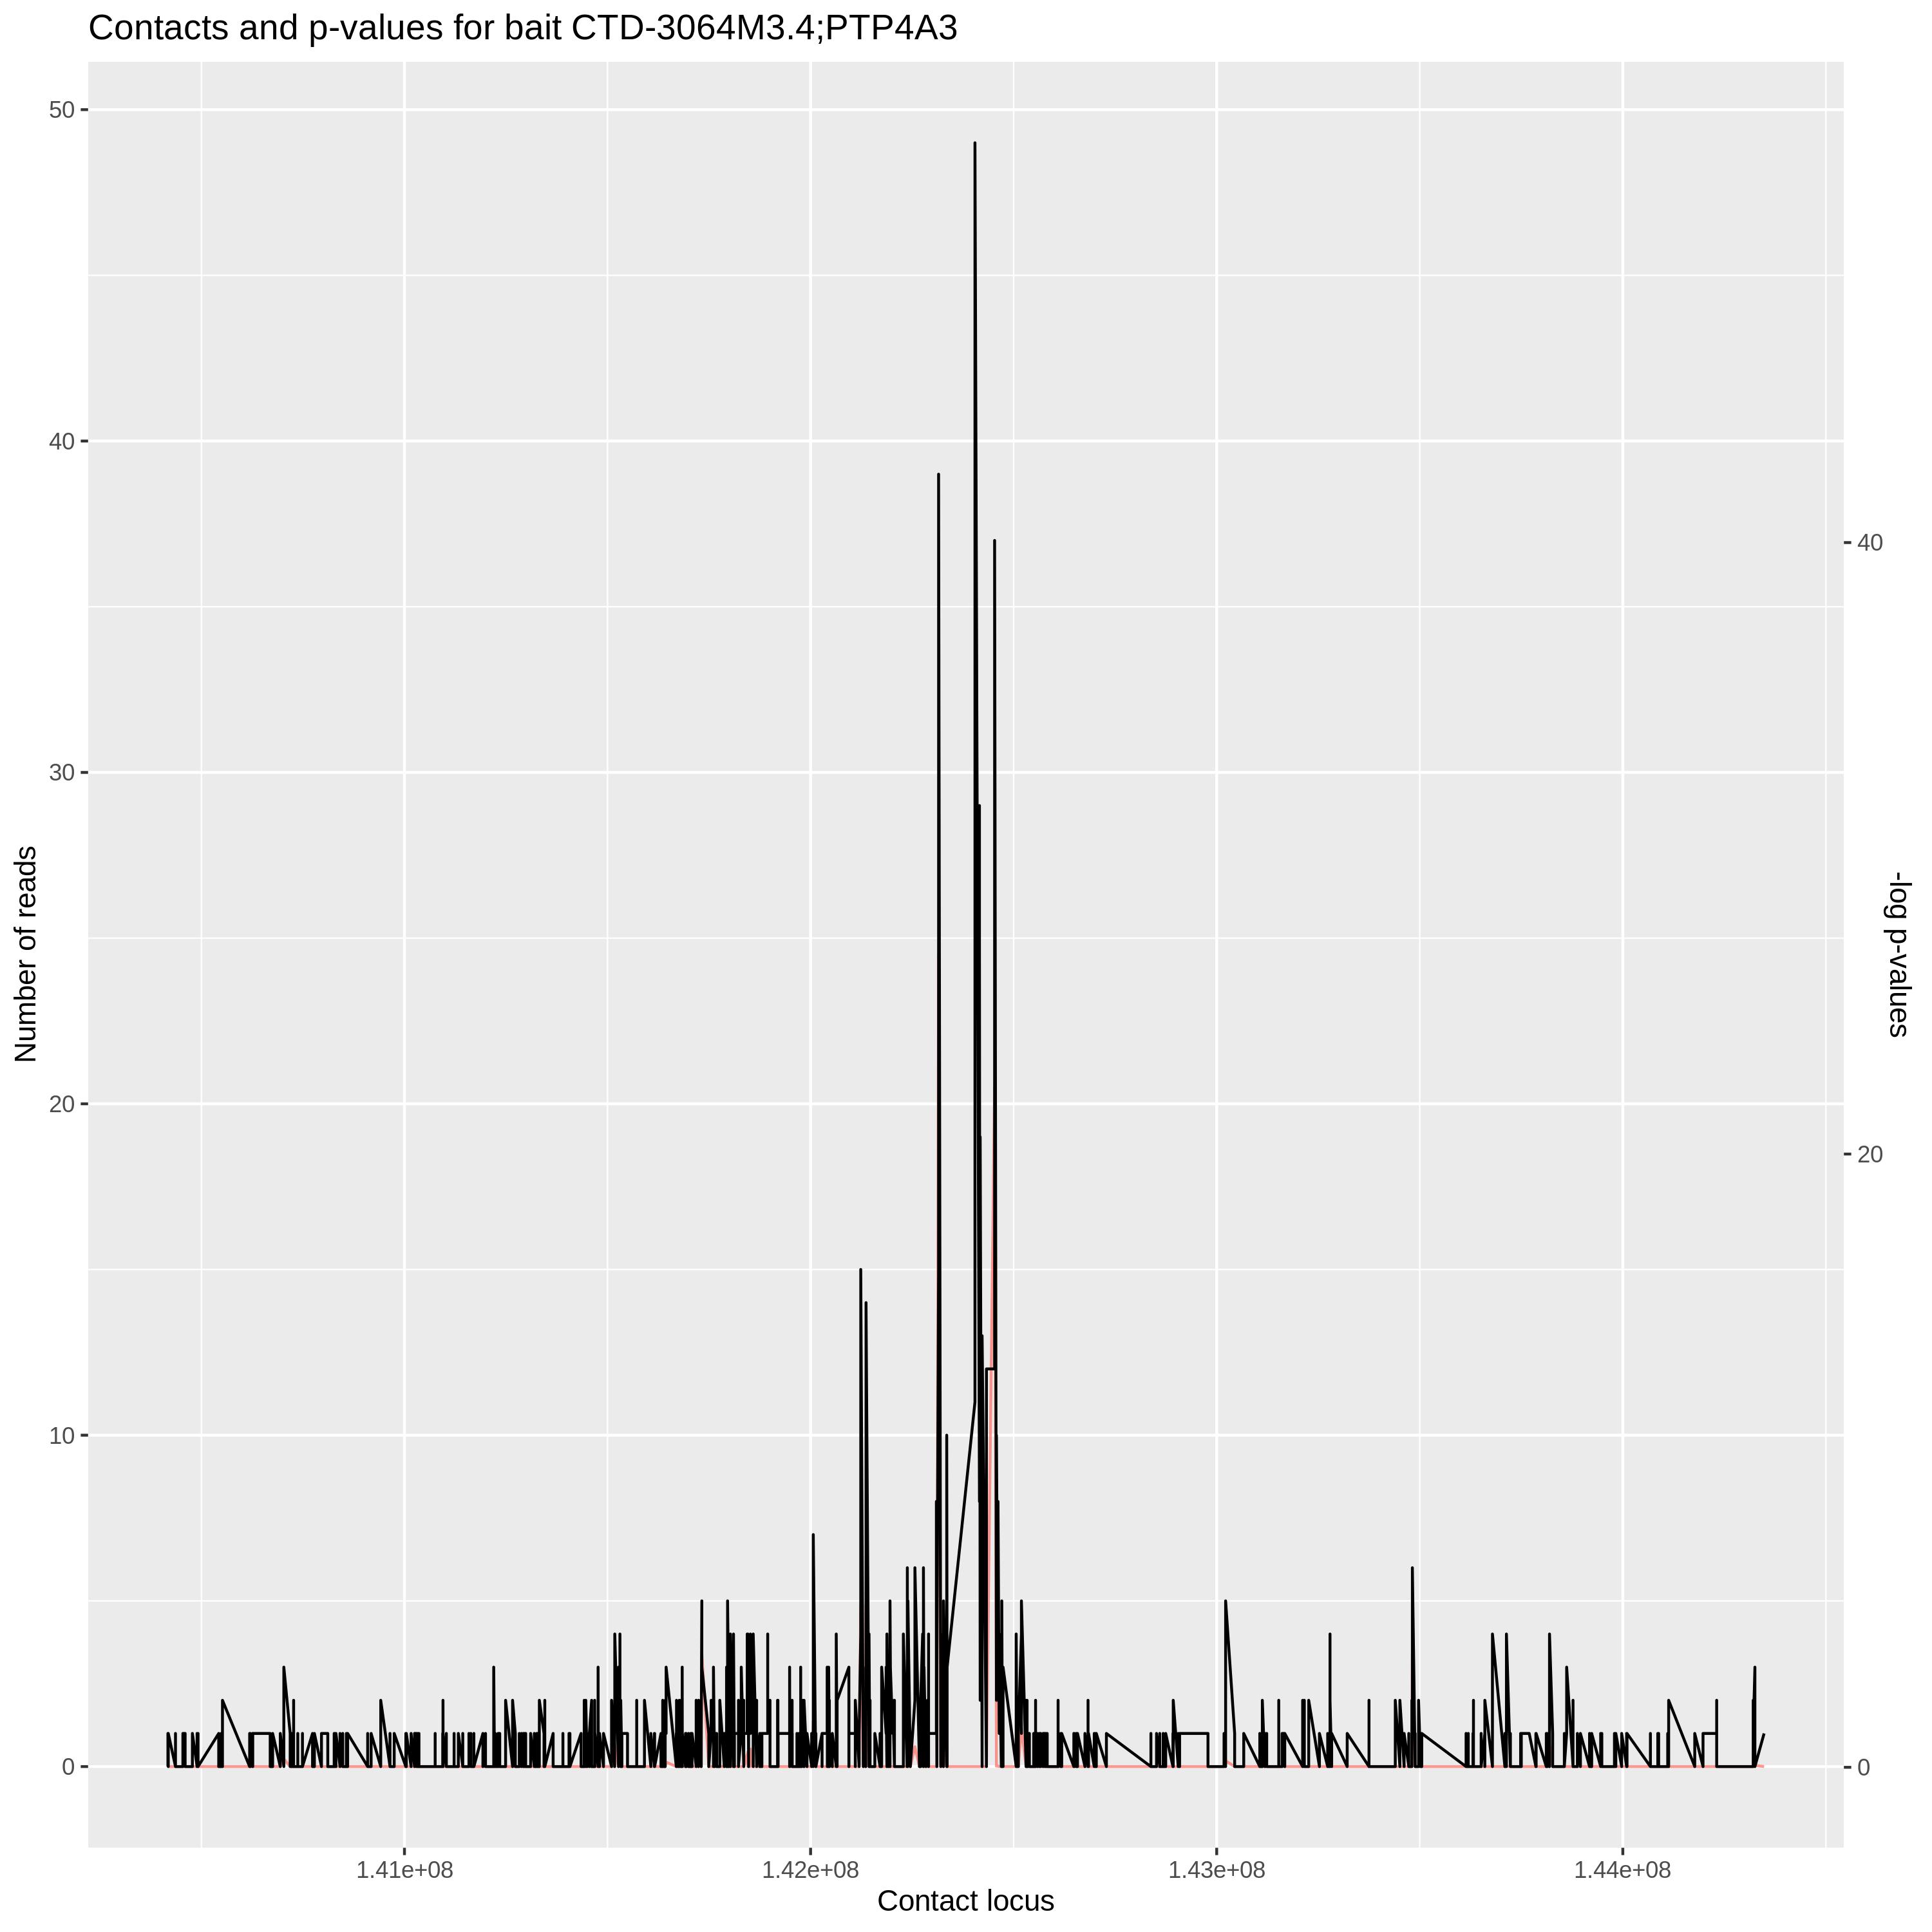 Contacts and p-values for bait CTD-3064M3.4;PTP4A3
50
40
30
20
10
0
Number of reads
40
20
0
-log p-values
1.41e+08
1.42e+08
1.43e+08
1.44e+08
Contact locus